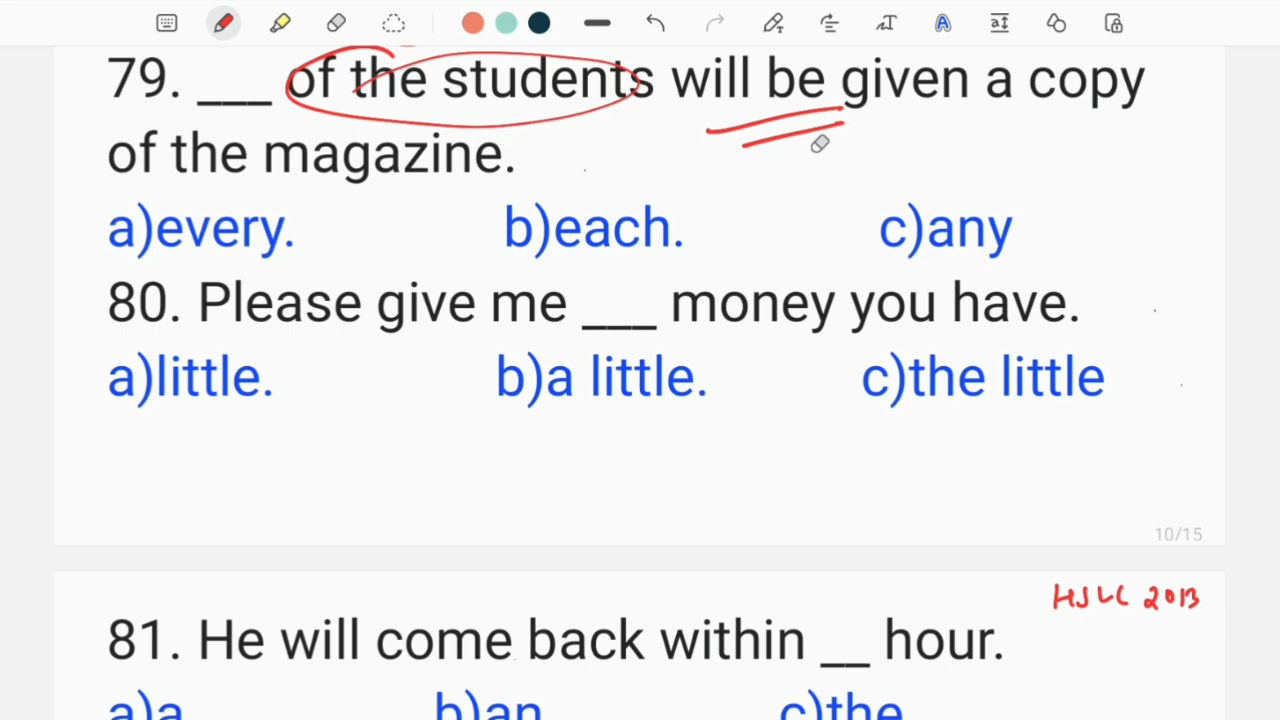 79. ___ of the students will be given a copy
of the magazine.
a)every. b)each. c)any
80. Please give me ___ money you have.
a)little. b)a little. c)the little
10/15
HSLC 2013
81. He will come back within __ hour.
a)a b)an c)the